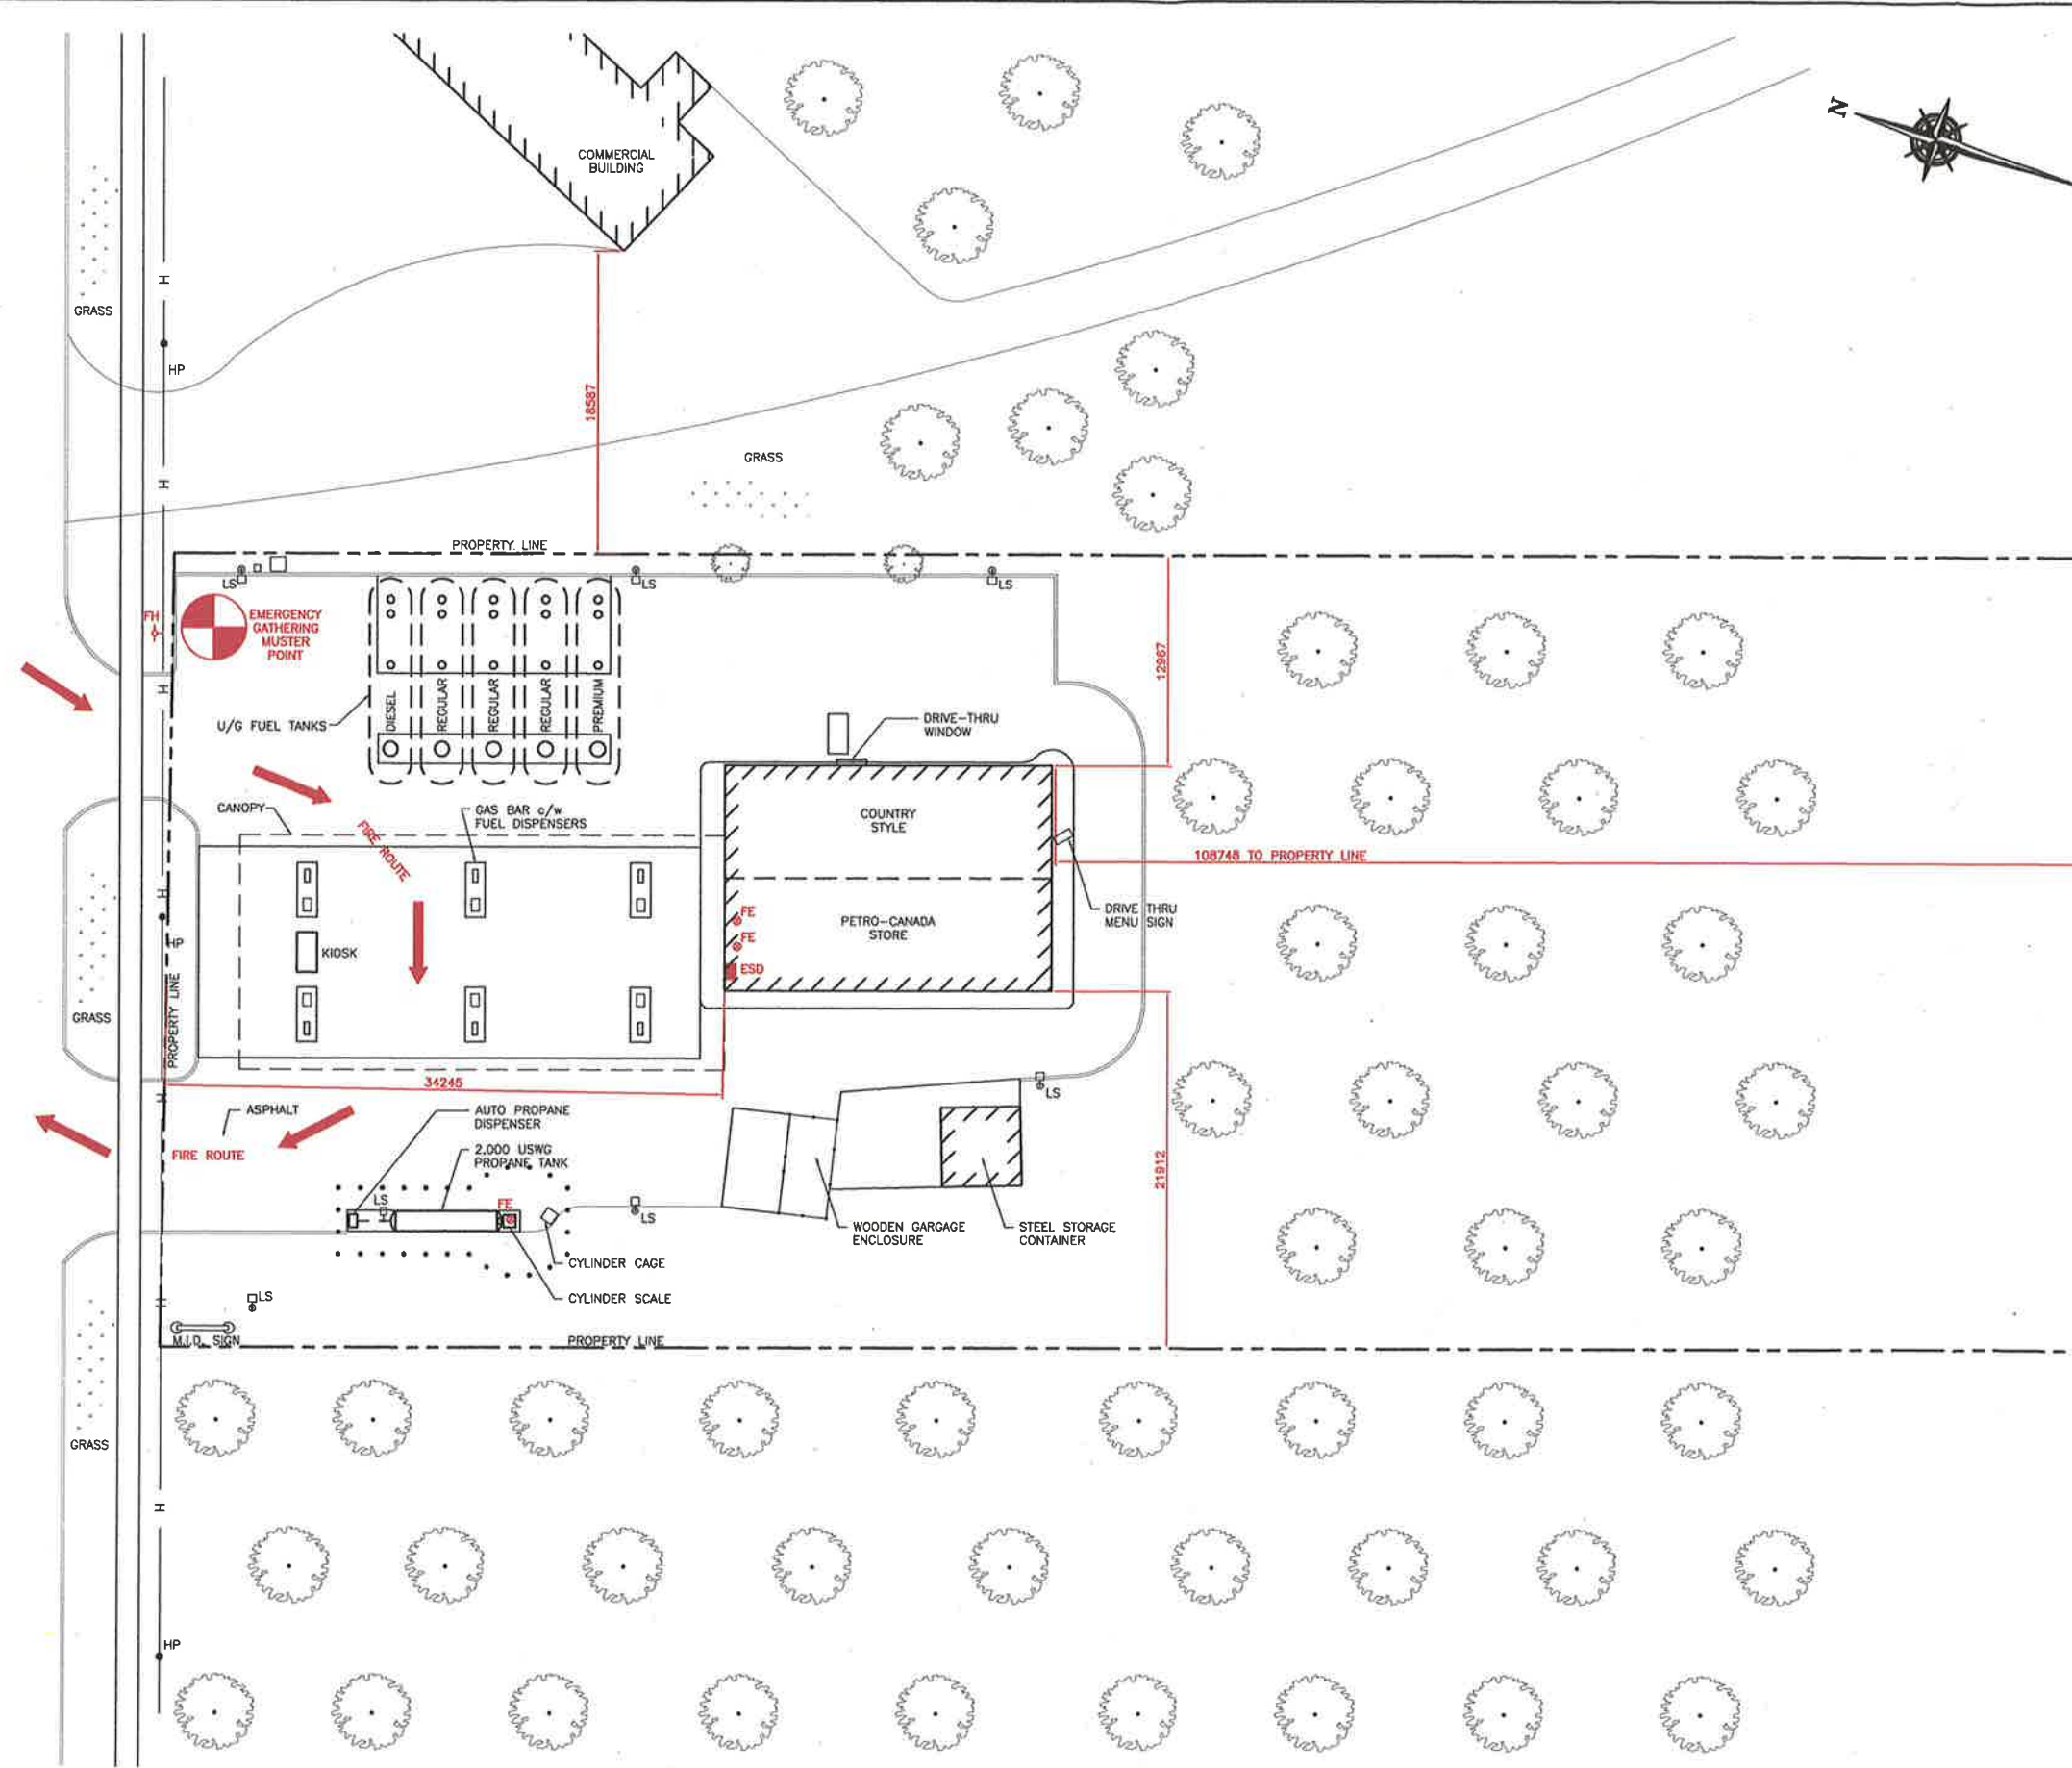 COMMERCIAL
BUILDING
N
H
GRASS
HP
18587
H
GRASS
PROPERTY LINE
LS
LS
LS
FH
EMERGENCY
GATHERING
MUSTER
POINT
H
DIESEL
REGULAR
REGULAR
REGULAR
PREMIUM
12967
U/G FUEL TANKS
DRIVE-THRU
WINDOW
CANOPY
GAS BAR c/w
FUEL DISPENSERS
FIRE ROUTE
COUNTRY
STYLE
108748 TO PROPERTY LINE
H
FE
DRIVE THRU
MENU SIGN
PETRO-CANADA
STORE
FE
HP
KIOSK
ESD
PROPERTY LINE
GRASS
34245
H
LS
ASPHALT
AUTO PROPANE
DISPENSER
FIRE ROUTE
2,000 USWG
PROPANE TANK
21912
LS
FE
LS
WOODEN GARGAGE
ENCLOSURE
STEEL STORAGE
CONTAINER
CYLINDER CAGE
LS
CYLINDER SCALE
H
M.I.D. SIGN
PROPERTY LINE
GRASS
H
HP